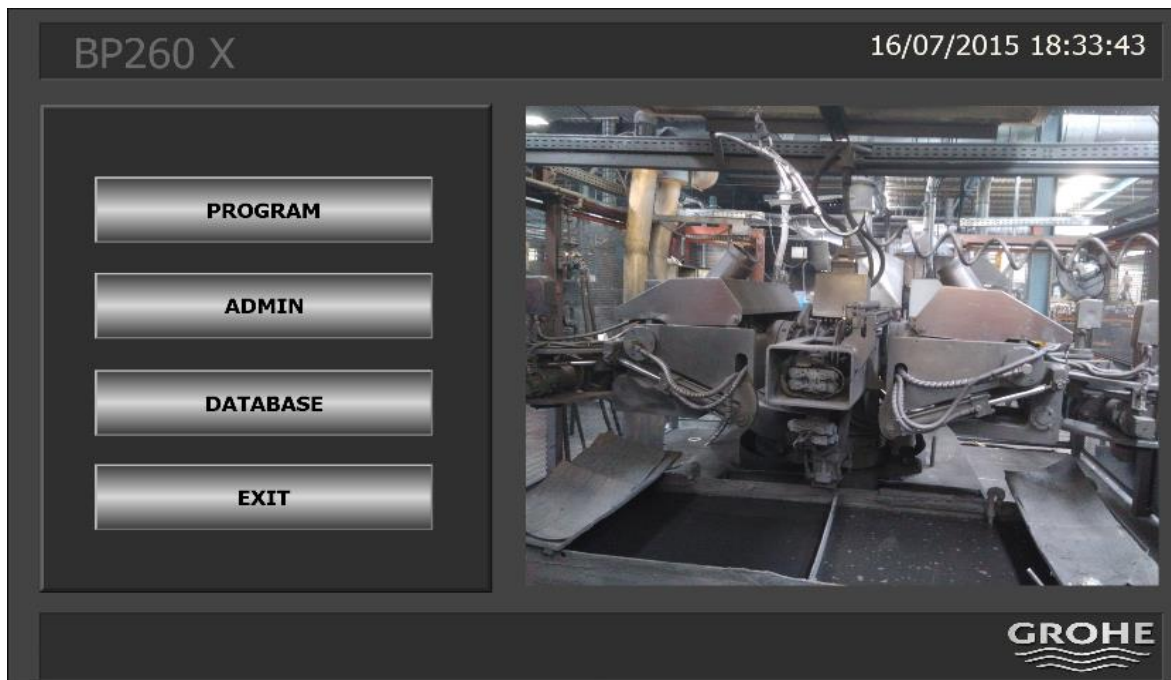 BP260 X
16/07/2015 18:33:43
PROGRAM
ADMIN
DATABASE
EXIT
GROHE